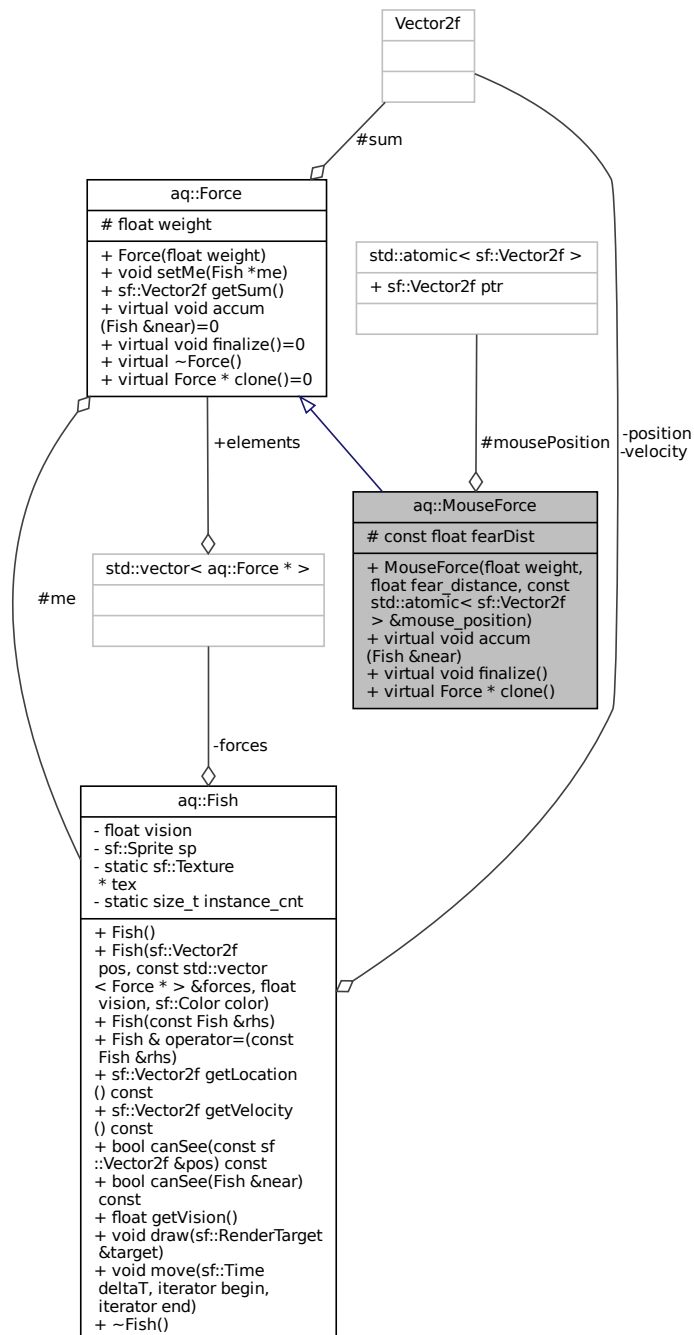 Vector2f
#sum
aq::Force
# float weight
+ Force(float weight)
+ void setMe(Fish *me)
+ sf::Vector2f getSum()
+ virtual void accum
(Fish &near)=0
+ virtual void finalize()=0
+ virtual ~Force()
+ virtual Force * clone()=0
std::atomic< sf::Vector2f >
+ sf::Vector2f ptr
+elements
#mousePosition
-position
-velocity
aq::MouseForce
# const float fearDist
+ MouseForce(float weight,
float fear_distance, const
std::atomic< sf::Vector2f
> &mouse_position)
+ virtual void accum
(Fish &near)
+ virtual void finalize()
+ virtual Force * clone()
std::vector< aq::Force * >
#me
-forces
aq::Fish
- float vision
- sf::Sprite sp
- static sf::Texture
* tex
- static size_t instance_cnt
+ Fish()
+ Fish(sf::Vector2f
pos, const std::vector
< Force * > &forces, float
vision, sf::Color color)
+ Fish(const Fish &rhs)
+ Fish & operator=(const
Fish &rhs)
+ sf::Vector2f getLocation
() const
+ sf::Vector2f getVelocity
() const
+ bool canSee(const sf
::Vector2f &pos) const
+ bool canSee(Fish &near)
const
+ float getVision()
+ void draw(sf::RenderTarget
&target)
+ void move(sf::Time
deltaT, iterator begin,
iterator end)
+ ~Fish()